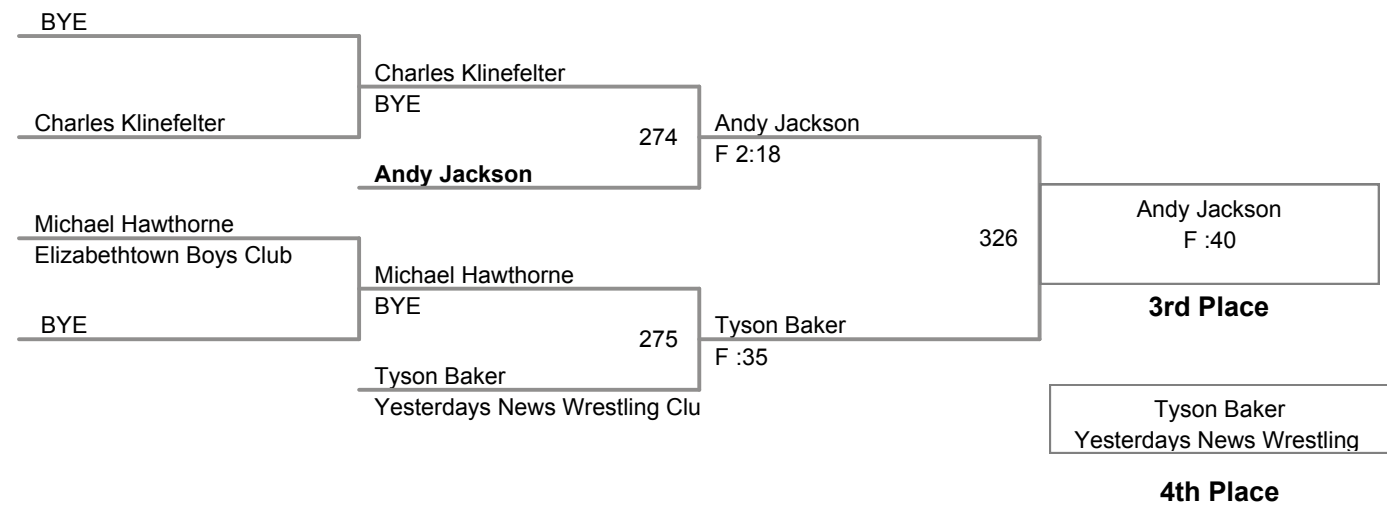 BYE
Charles Klinefelter
BYE
Charles Klinefelter
274
Andy Jackson
F 2:18
Andy Jackson
Michael Hawthorne
Elizabethtown Boys Club
326
Andy Jackson
F :40
3rd Place
Michael Hawthorne
BYE
BYE
275
Tyson Baker
F :35
Tyson Baker
Yesterdays News Wrestling Clu
Tyson Baker
Yesterdays News Wrestling
4th Place